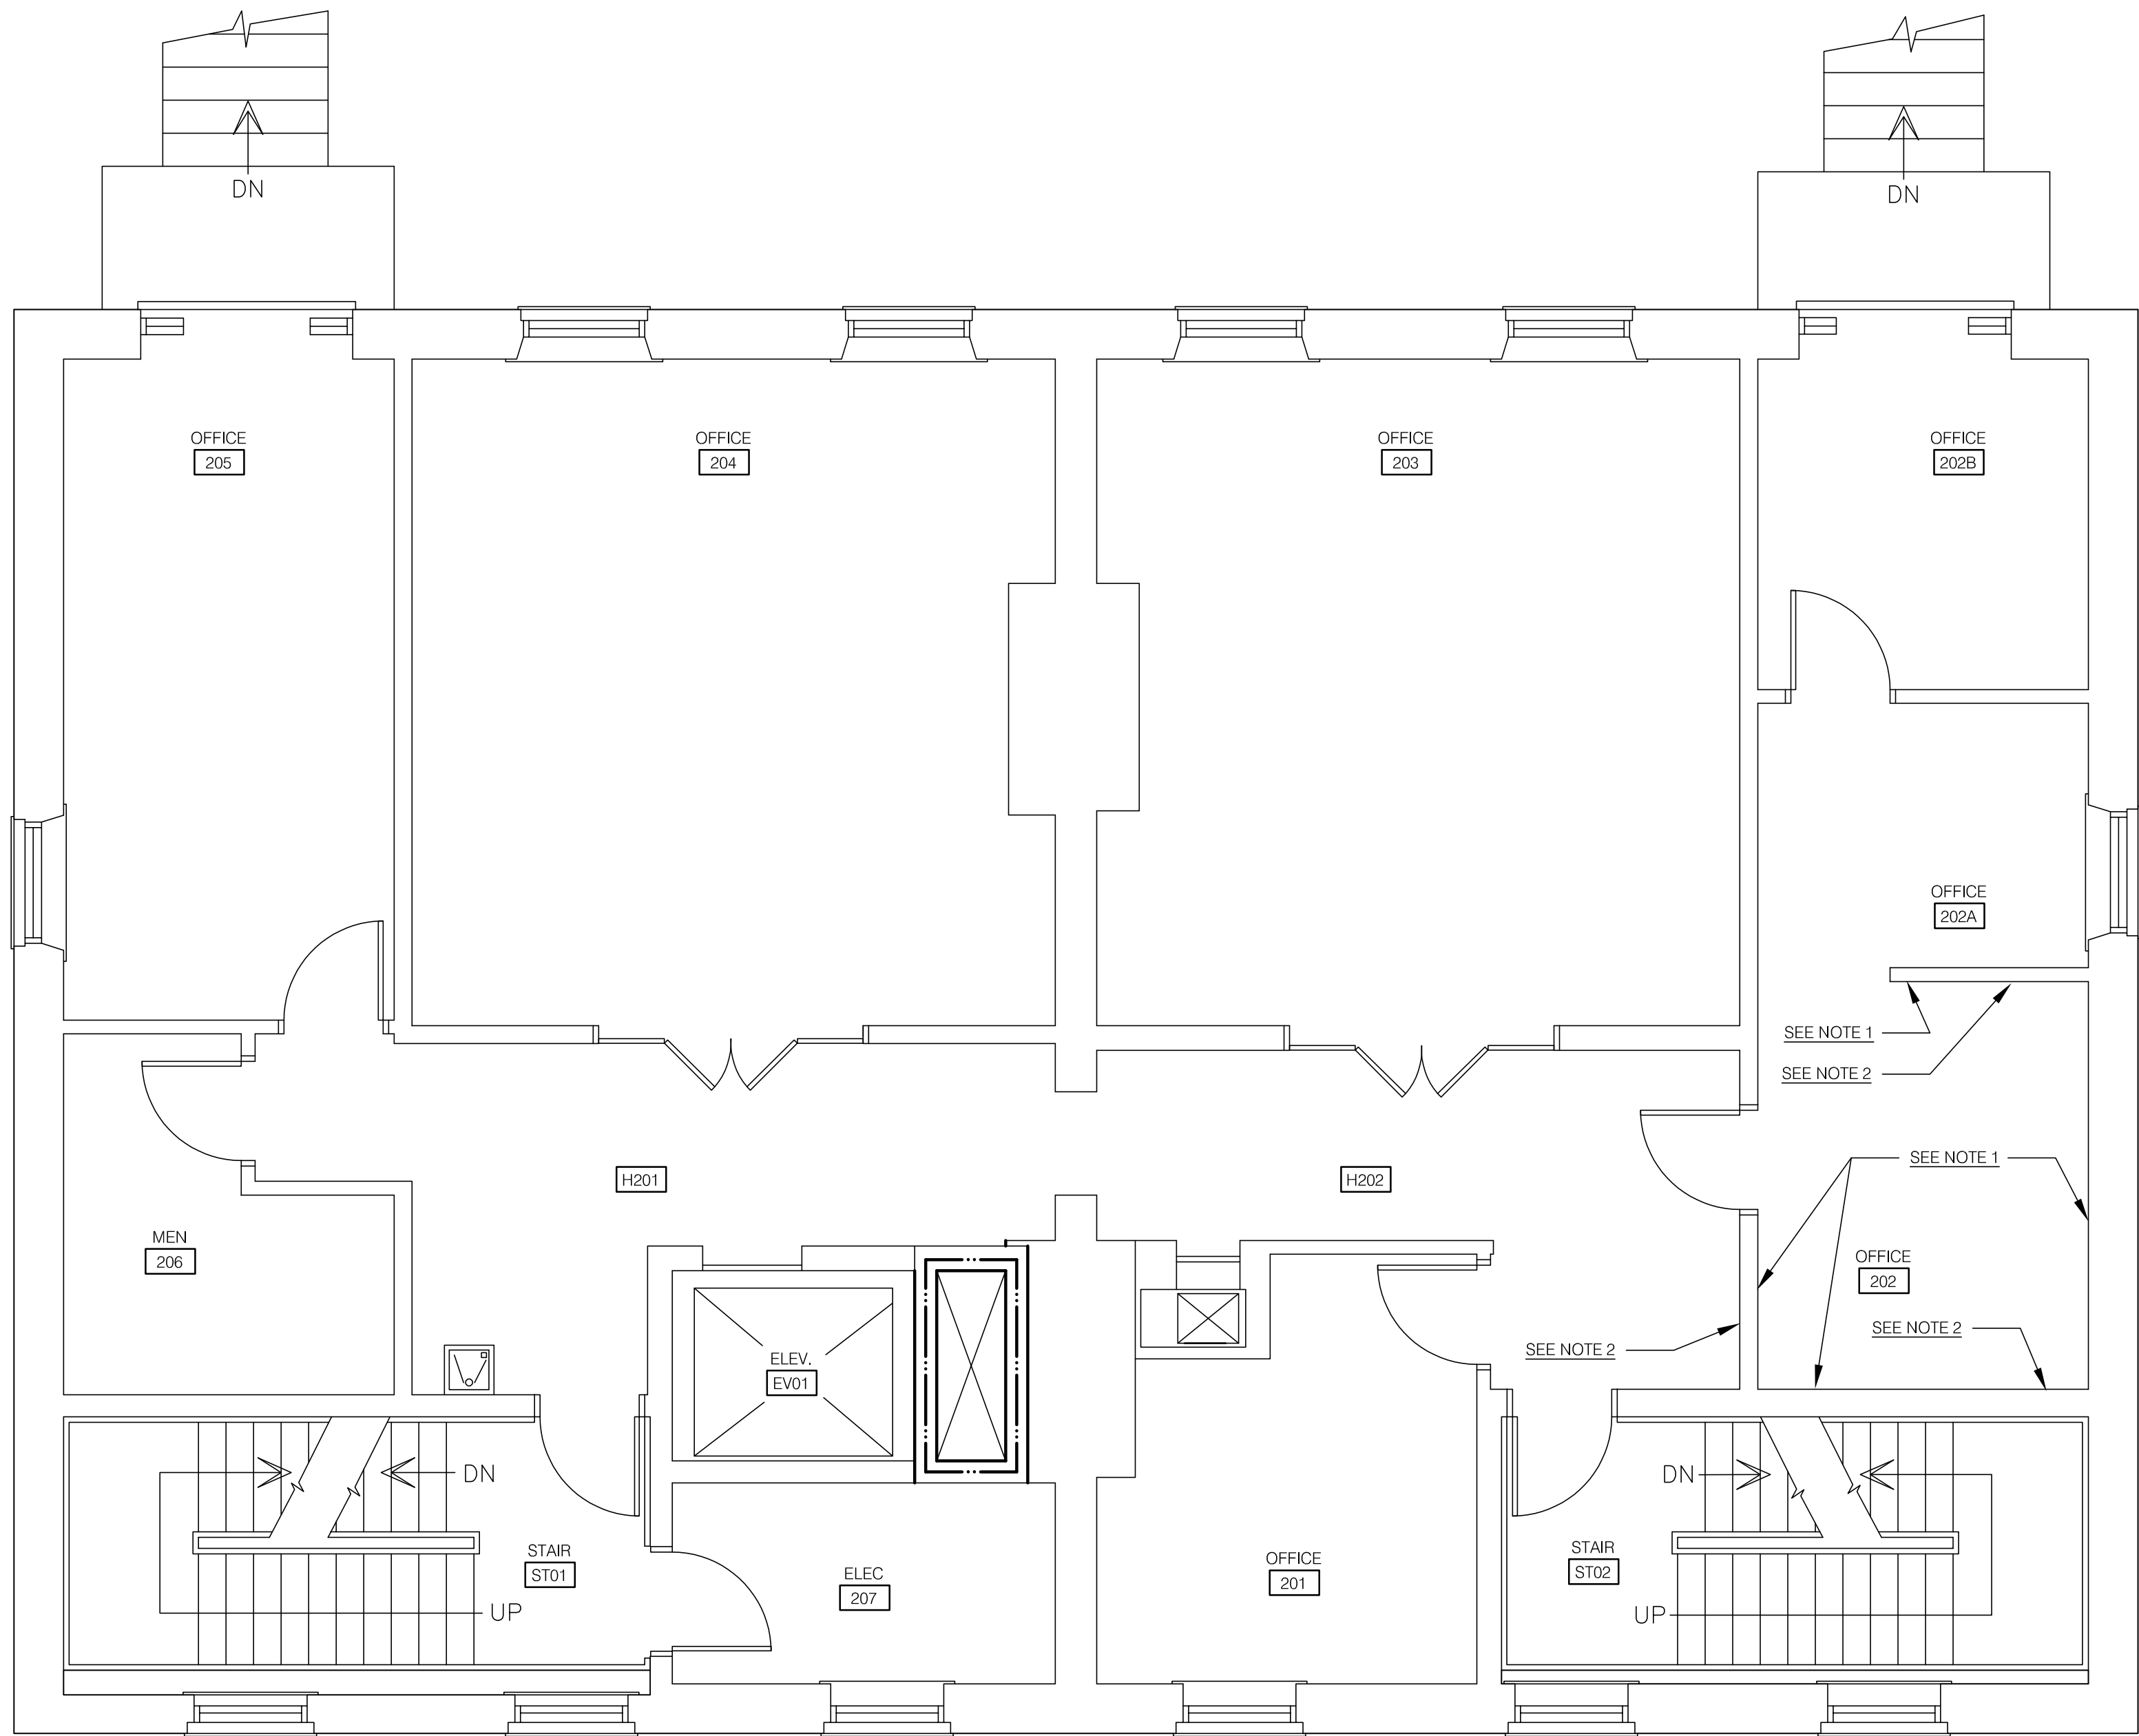 DN
DN
OFFICE
205
OFFICE
204
OFFICE
203
OFFICE
202B
OFFICE
202A
SEE NOTE 1
SEE NOTE 2
SEE NOTE 1
H201
H202
MEN
206
OFFICE
202
SEE NOTE 2
SEE NOTE 2
ELEV.
EV01
DN
DN
STAIR
ST01
ELEC
207
OFFICE
201
STAIR
ST02
UP
UP